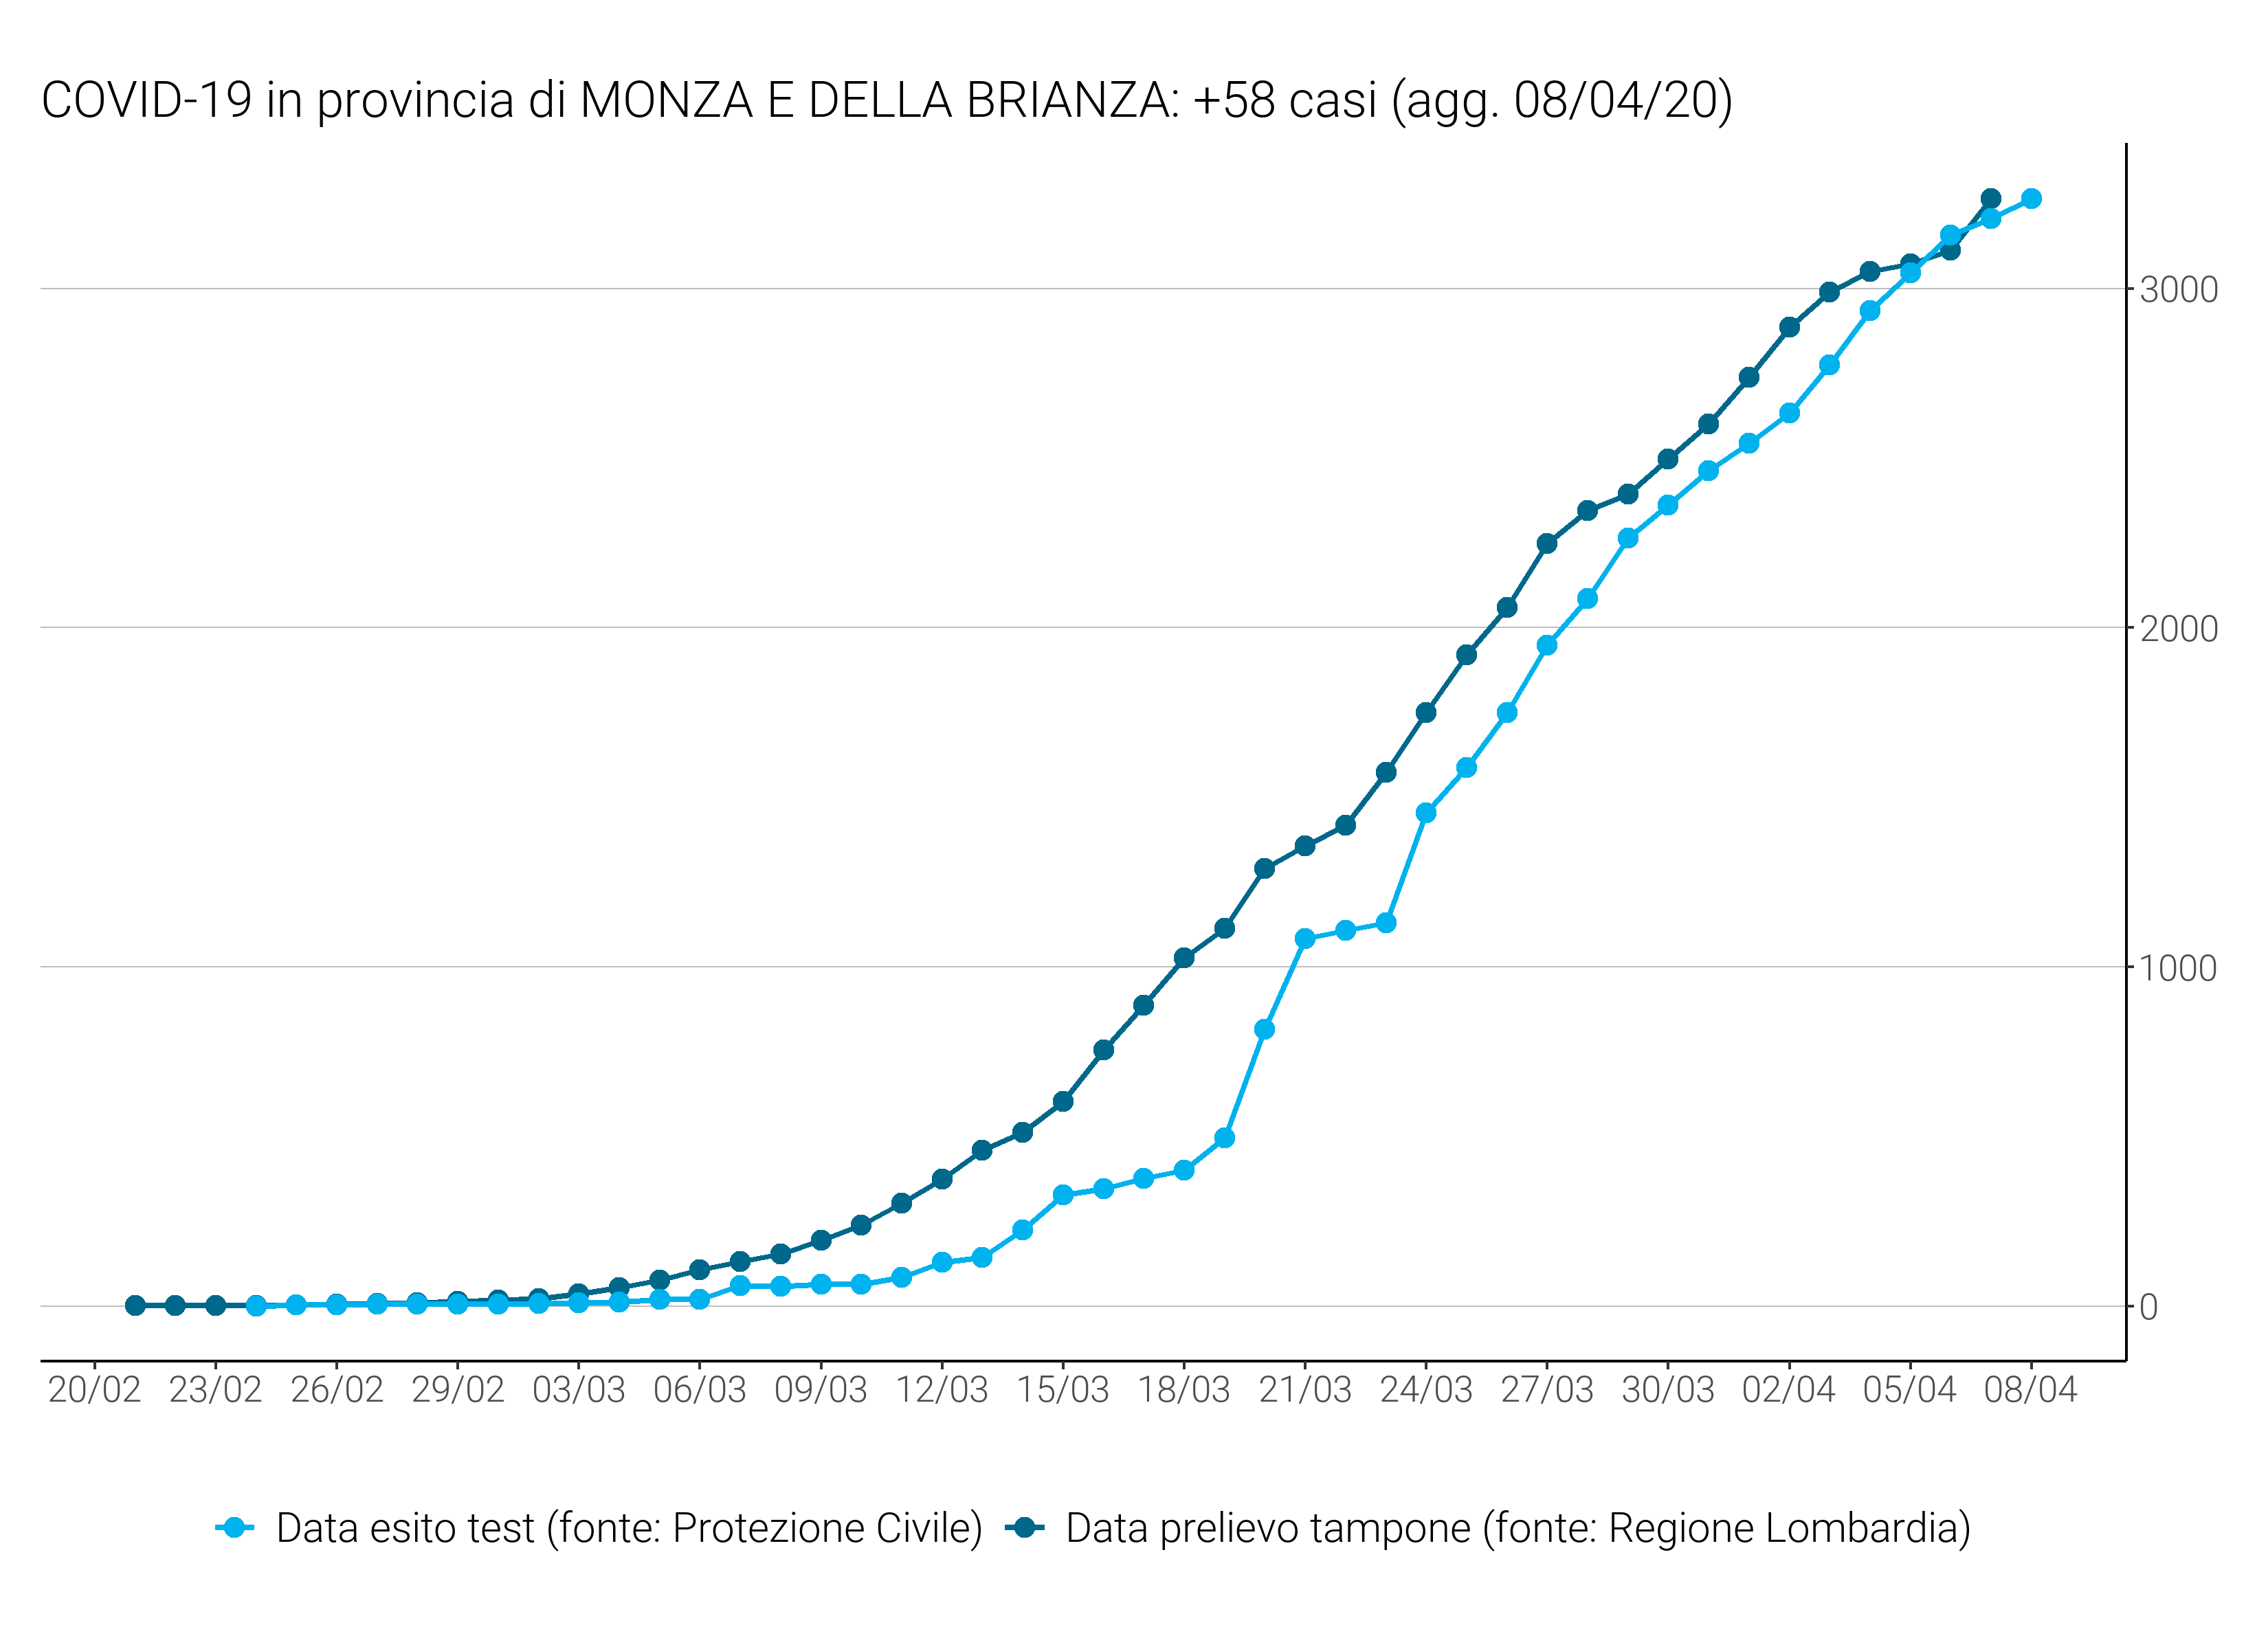 COVID-19 in provincia di MONZA E DELLA BRIANZA: +58 casi (agg. 08/04/20)
3000
2000
1000
0
20/02 23/02 26/02 29/02 03/03 06/03 09/03 12/03 15/03 18/03 21/03 24/03 27/03 30/03 02/04 05/04 08/04
Data esito test (fonte: Protezione Civile) Data prelievo tampone (fonte: Regione Lombardia)